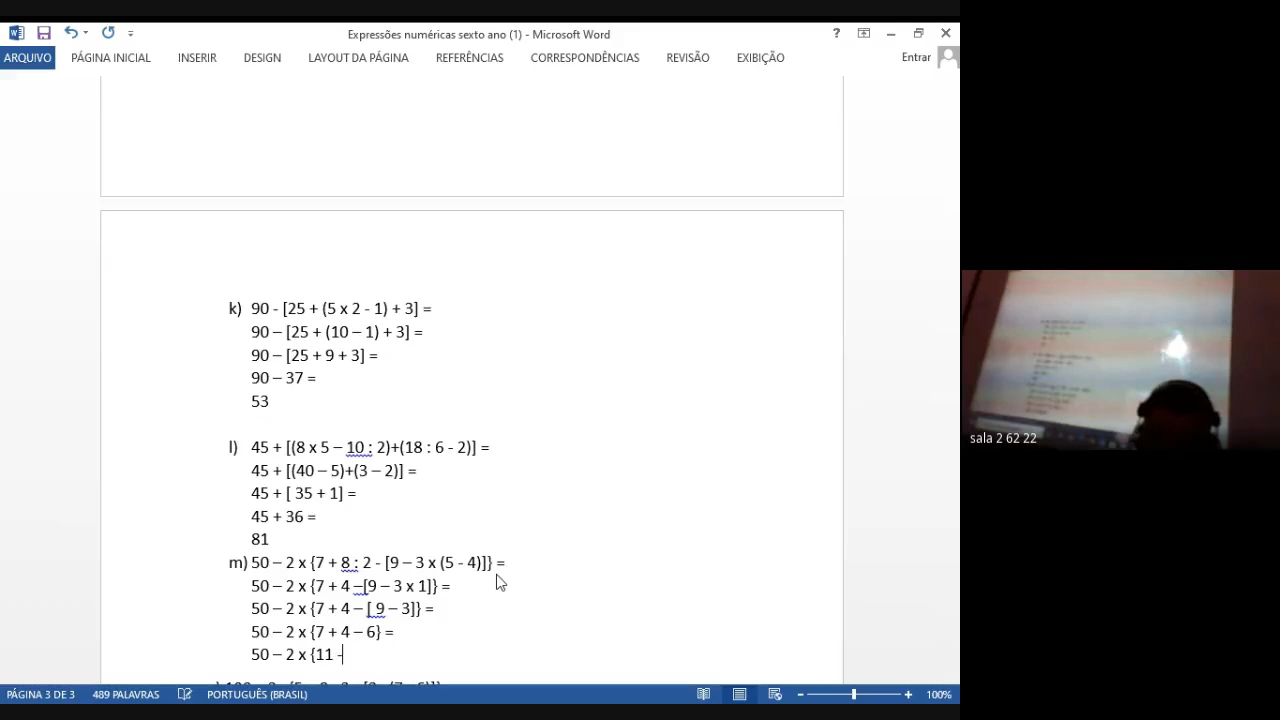 Expressões numéricas sexto ano (1) - Microsoft Word
ARQUIVO PÁGINA INICIAL INSERIR DESIGN LAYOUT DA PÁGINA REFERÊNCIAS CORRESPONDÊNCIAS REVISÃO EXIBIÇÃO Entrar
k) 90 - [25 + (5 x 2 - 1) + 3] =
90 – [25 + (10 – 1) + 3] =
90 – [25 + 9 + 3] =
90 – 37 =
53
l) 45 + [(8 x 5 – 10 : 2)+(18 : 6 - 2)] =
45 + [(40 – 5)+(3 – 2)] =
45 + [ 35 + 1] =
45 + 36 =
81
m) 50 – 2 x {7 + 8 : 2 - [9 – 3 x (5 - 4)]} =
50 – 2 x {7 + 4 –[9 – 3 x 1]} =
50 – 2 x {7 + 4 – [ 9 – 3]} =
50 – 2 x {7 + 4 – 6} =
50 – 2 x {11 -
sala 2 62 22
PÁGINA 3 DE 3 489 PALAVRAS PORTUGUÊS (BRASIL) 100%